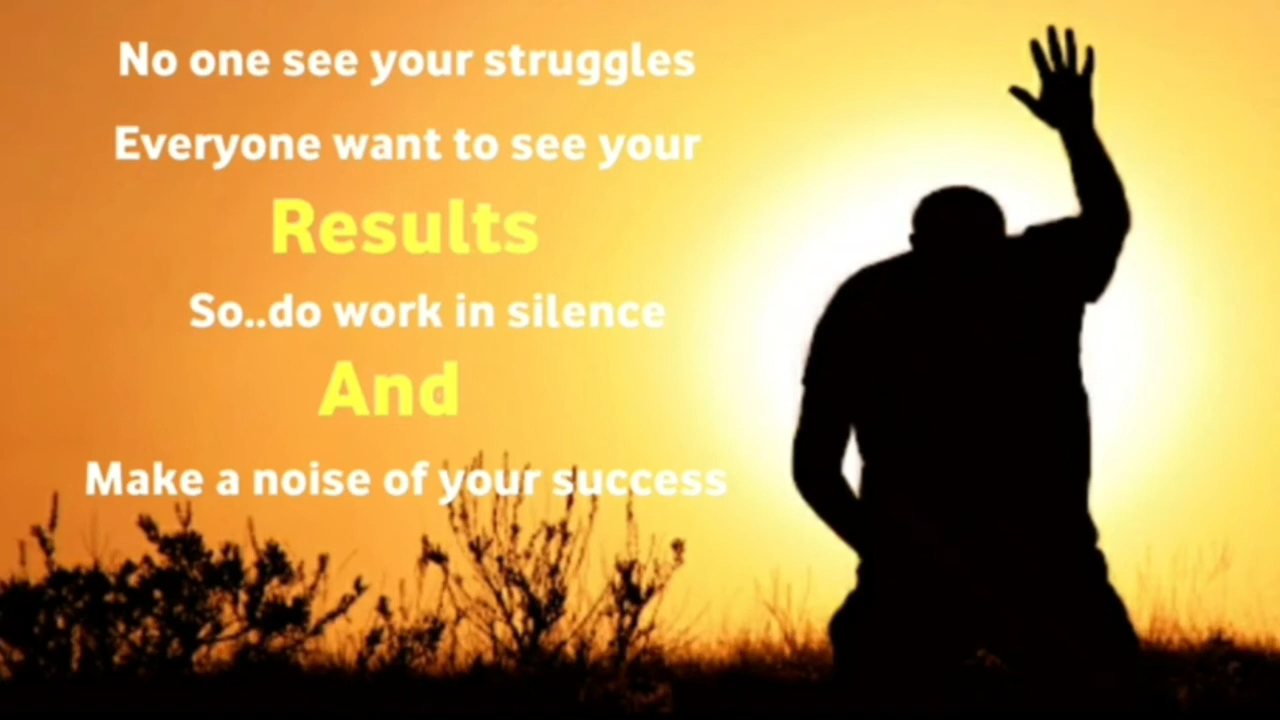 No one see your struggles
Everyone want to see your
Results
So..do work in silence
And
Make a noise of your success